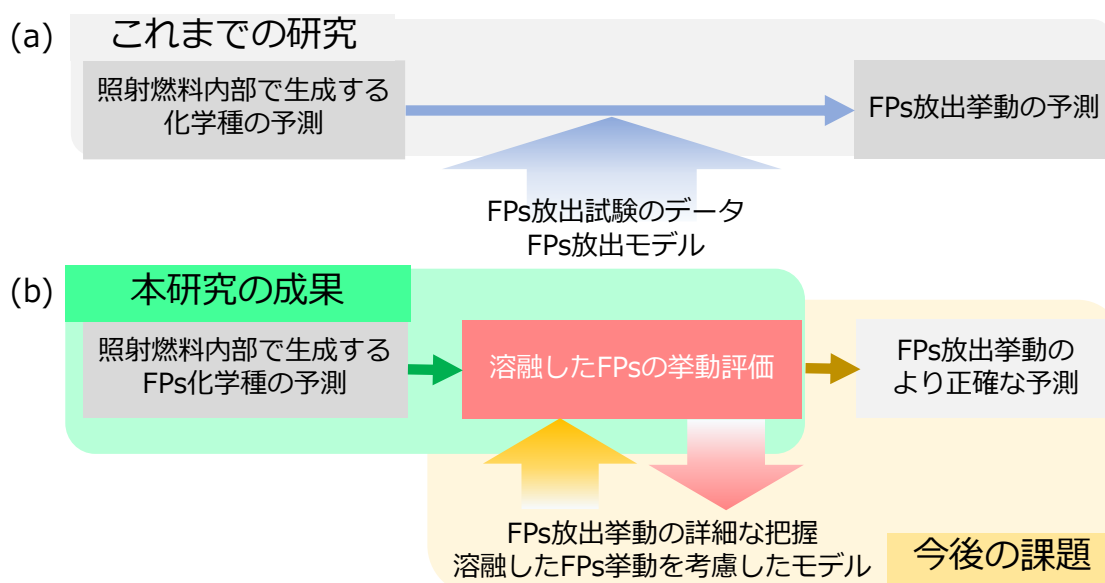 (a)
これまでの研究
照射燃料内部で生成する
化学種の予測
FPs放出挙動の予測
FPs放出試験のデータ
FPs放出モデル
(b)
本研究の成果
照射燃料内部で生成する
FPs化学種の予測
溶融したFPsの挙動評価
FPs放出挙動の
より正確な予測
FPs放出挙動の詳細な把握
溶融したFPs挙動を考慮したモデル
今後の課題